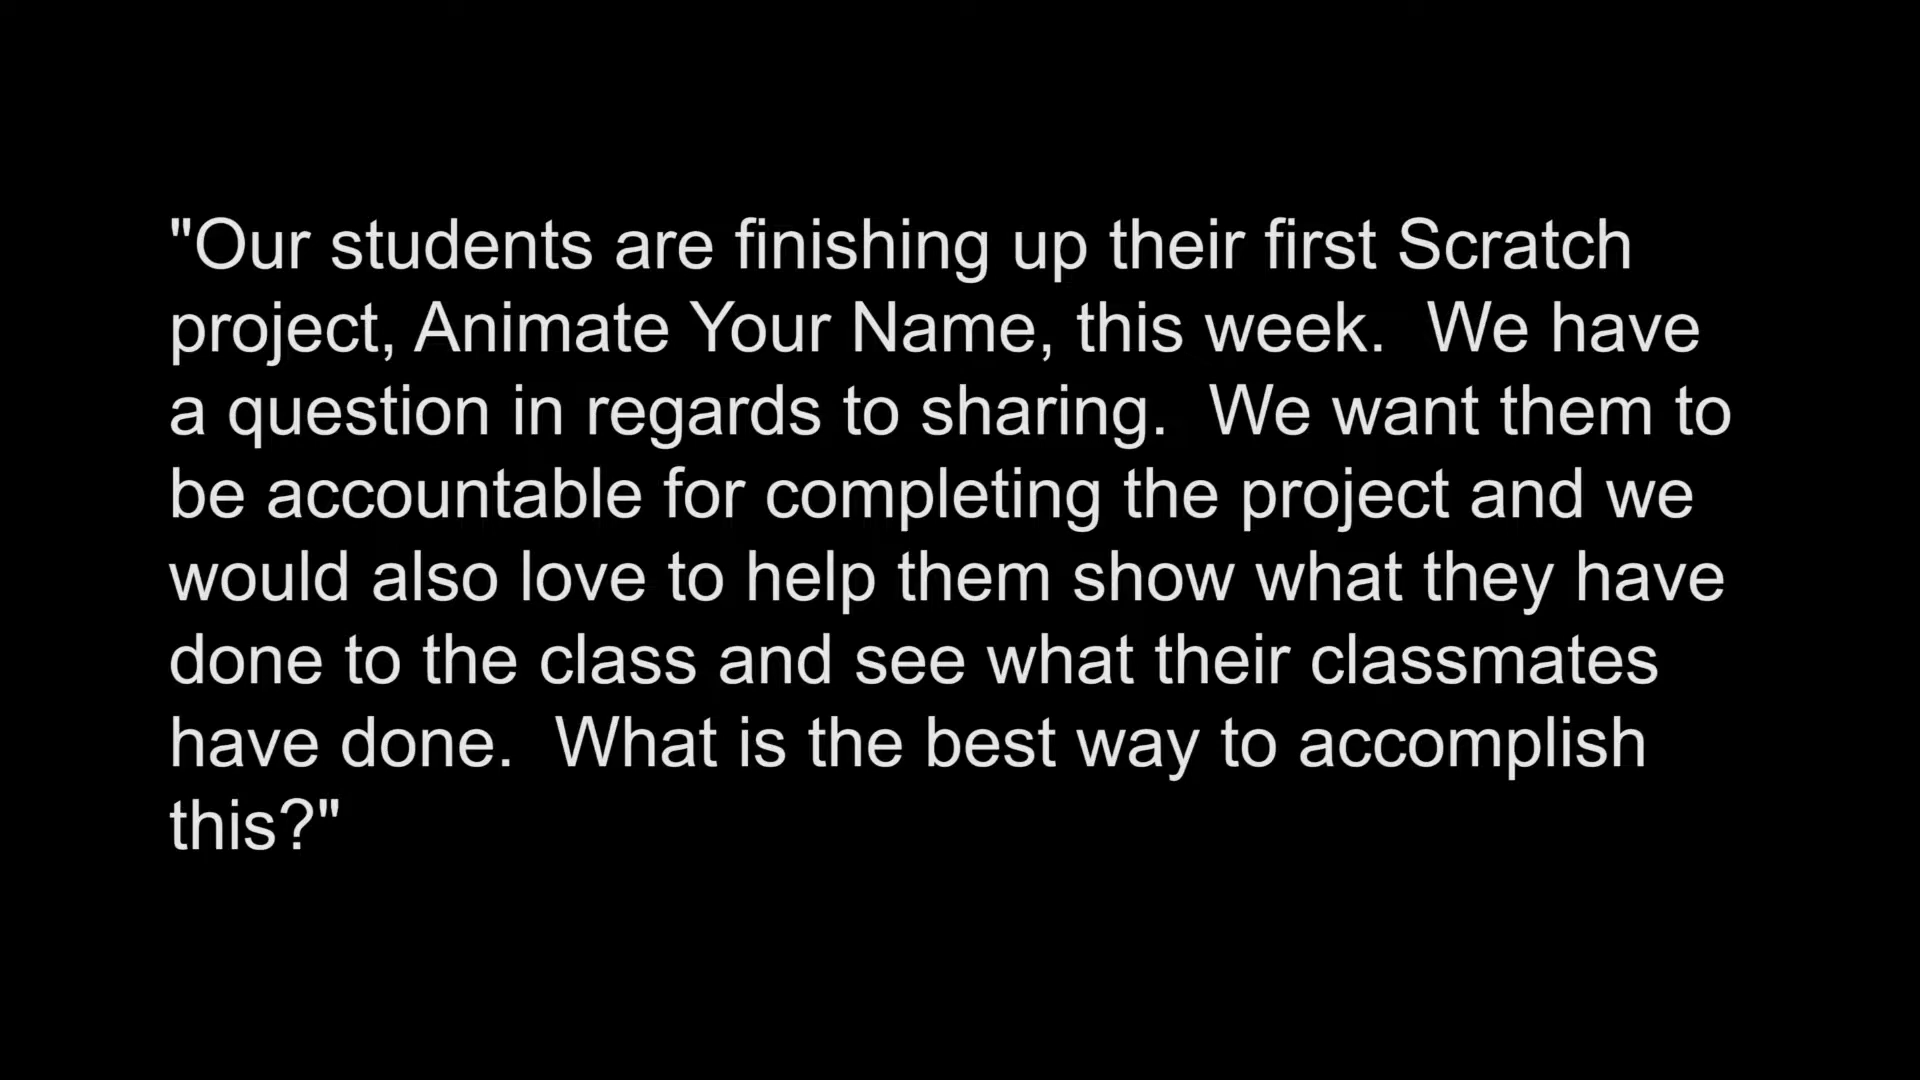 "Our students are finishing up their first Scratch
project, Animate Your Name, this week.  We have
a question in regards to sharing.  We want them to
be accountable for completing the project and we
would also love to help them show what they have
done to the class and see what their classmates
have done.  What is the best way to accomplish
this?"